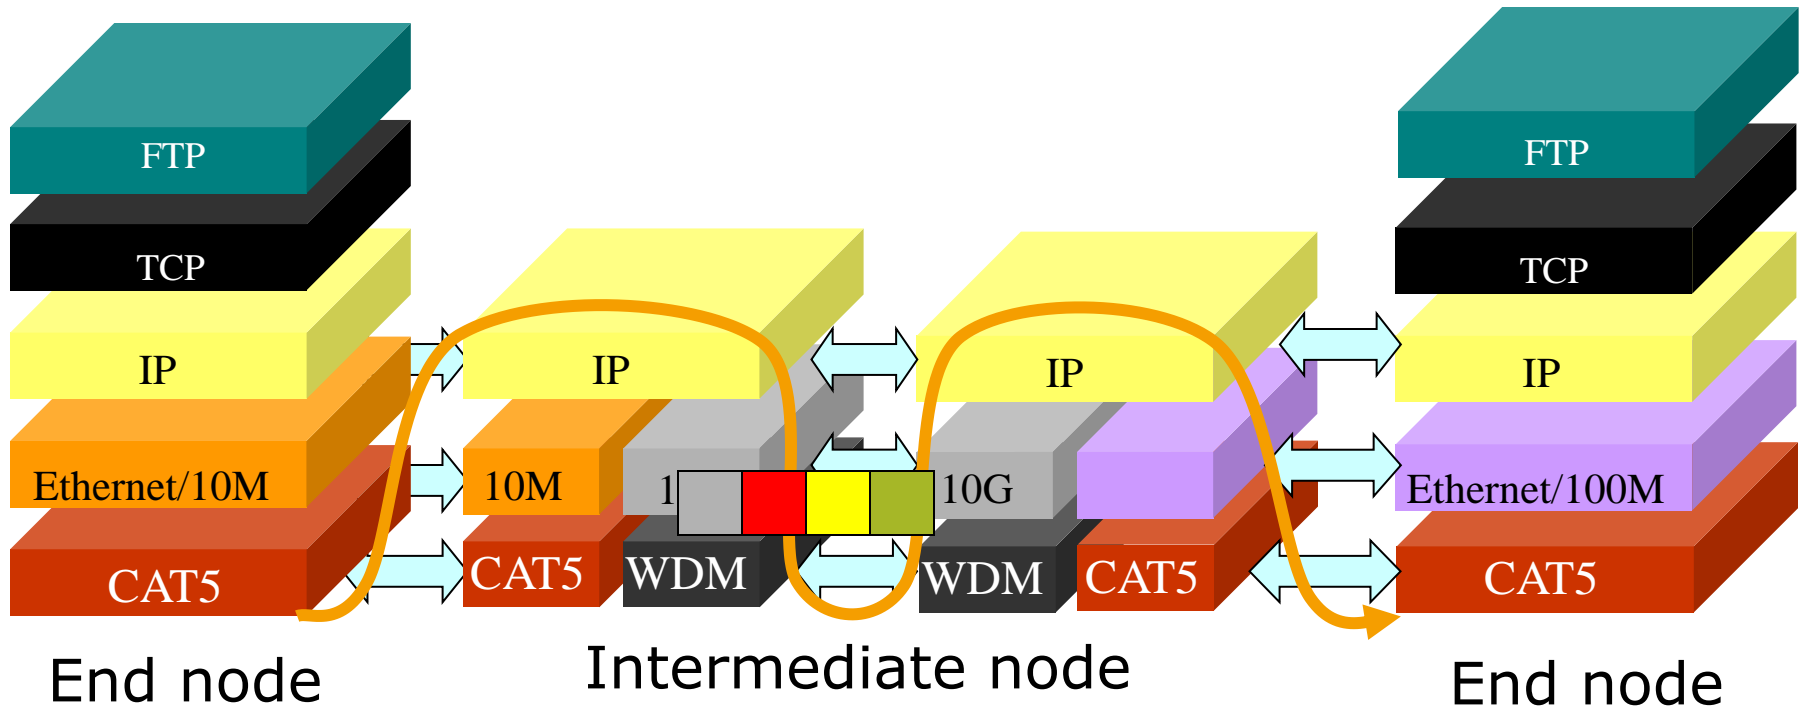 FTP
TCP
IP
Ethernet/10M
CAT5
End node
IP
10M
1
CAT5
WDM
Intermediate node
IP
10G
WDM
CAT5
FTP
TCP
IP
Ethernet/100M
CAT5
End node